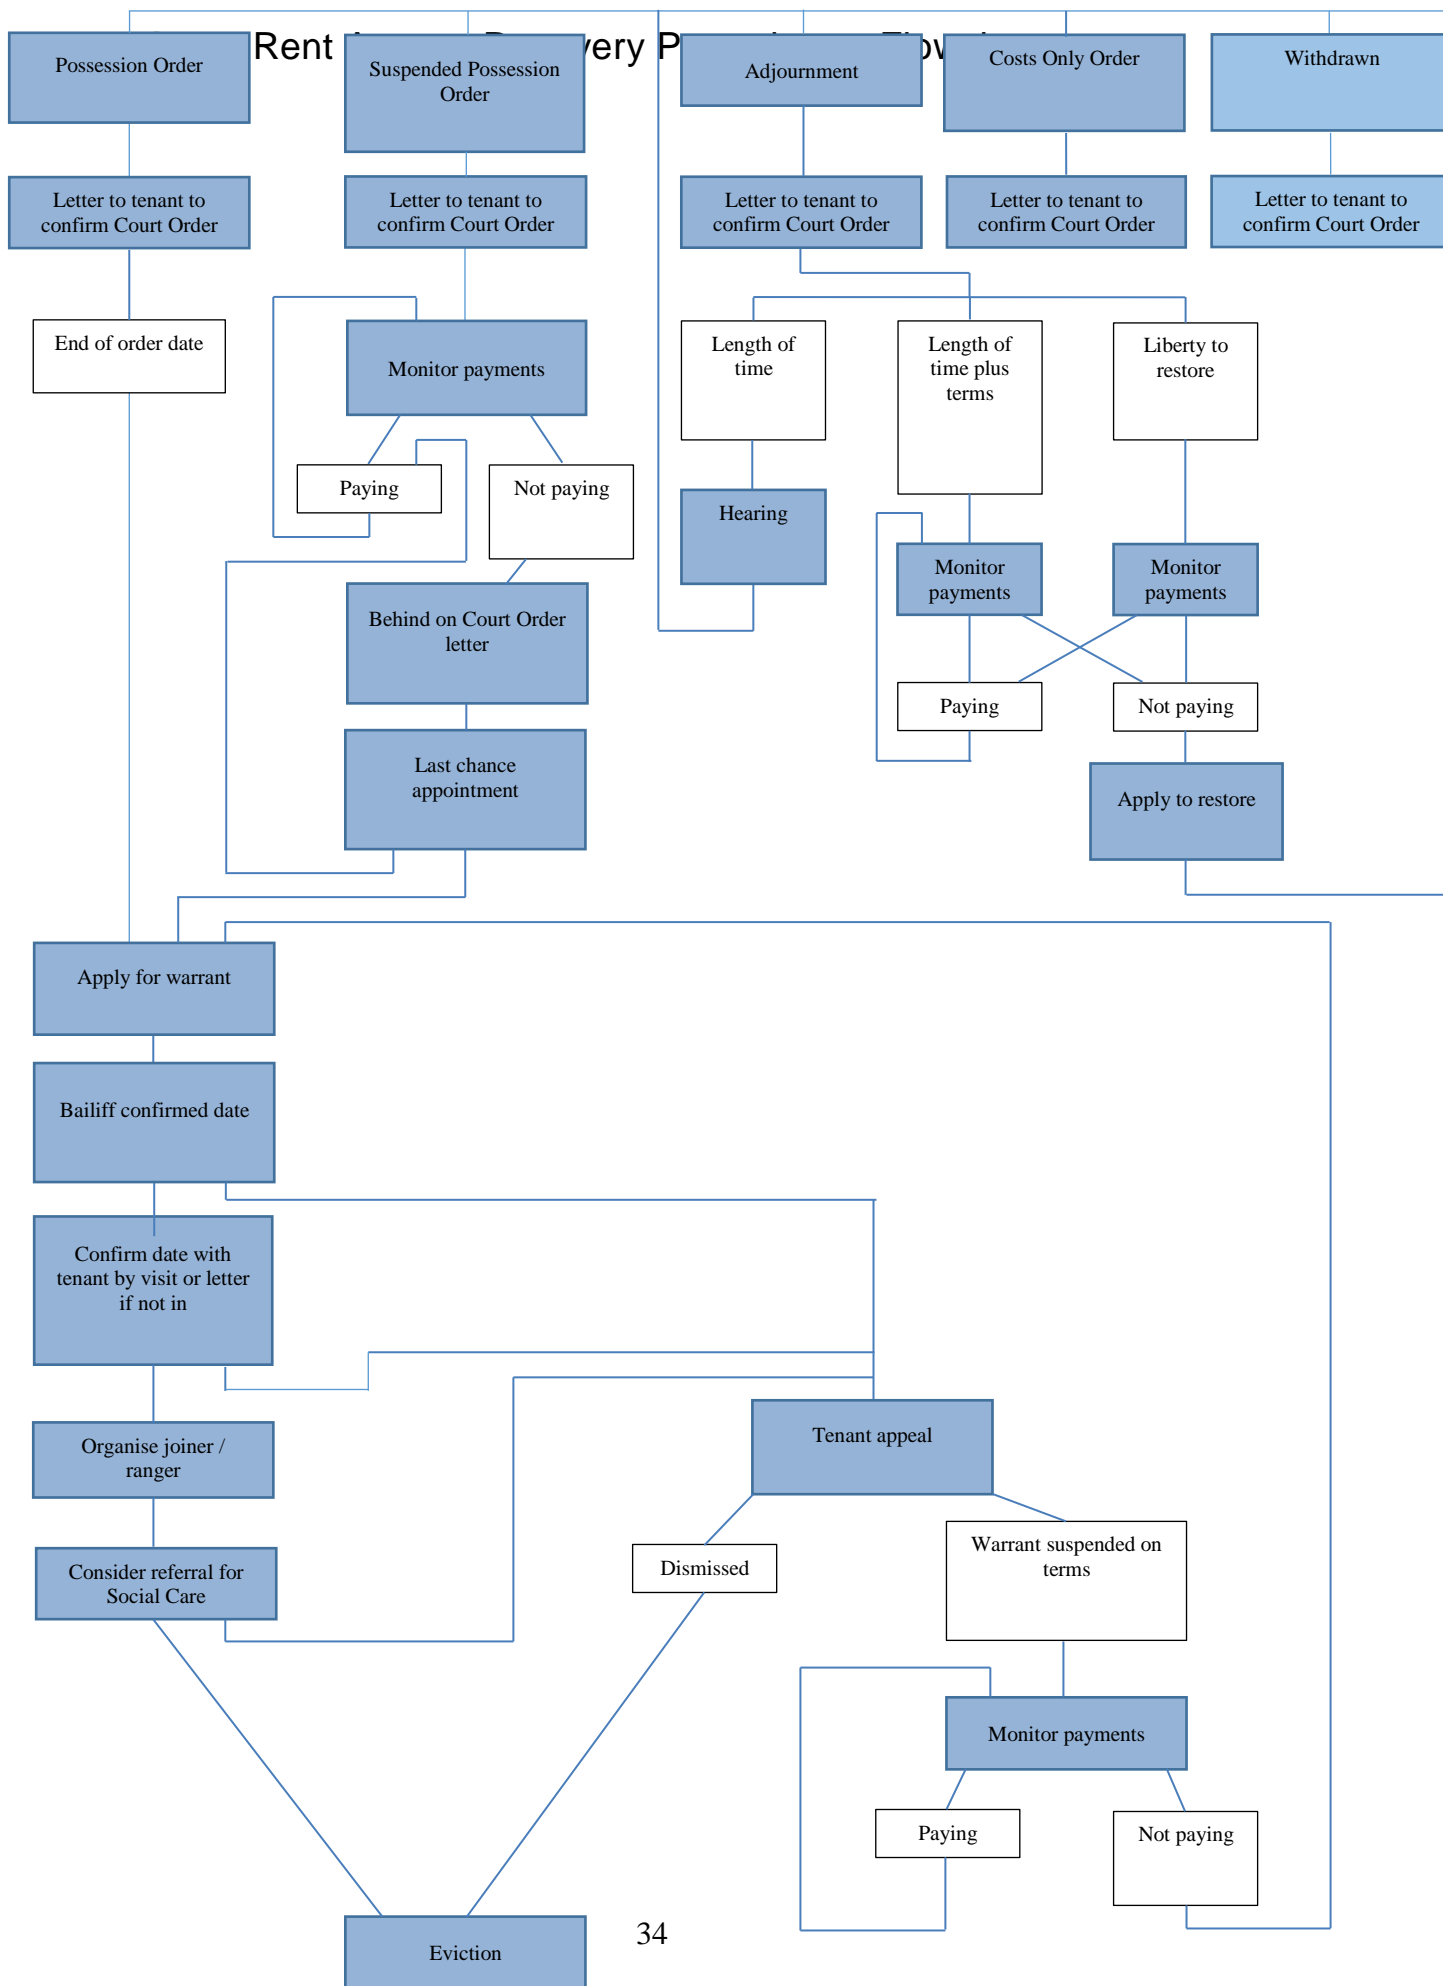 Rent
very P
Possession Order
Suspended Possession
Order
Adjournment
Costs Only Order
Withdrawn
Letter to tenant to
confirm Court Order
Letter to tenant to
confirm Court Order
Letter to tenant to
confirm Court Order
Letter to tenant to
confirm Court Order
Letter to tenant to
confirm Court Order
End of order date
Monitor payments
Paying
Not paying
Behind on Court Order
letter
Last chance
appointment
Length of
time
Length of
time plus
terms
Liberty to
restore
Hearing
Monitor
payments
Monitor
payments
Paying
Not paying
Apply to restore
Apply for warrant
Bailiff confirmed date
Confirm date with
tenant by visit or letter
if not in
Organise joiner /
ranger
Consider referral for
Social Care
Tenant appeal
Dismissed
Warrant suspended on
terms
Monitor payments
Paying
Not paying
Eviction
34